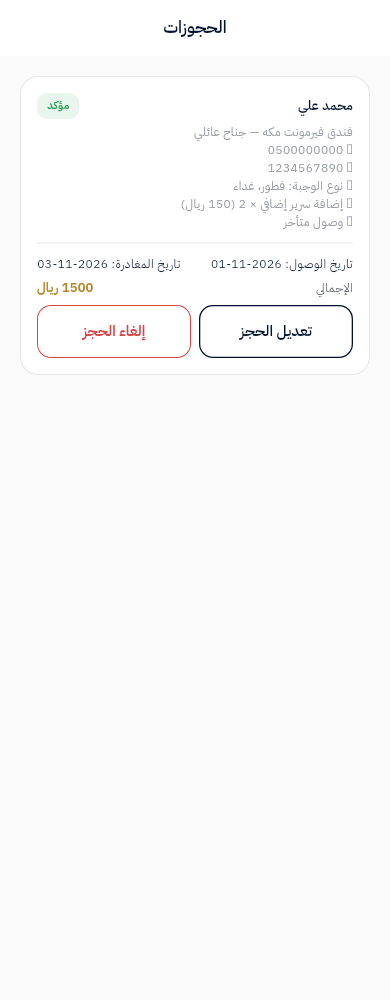 الحجوزات
محمد علي
مؤكد
فندق فيرمونت مكه — جناح عائلي
0500000000
1234567890
نوع الوجبة: فطور، غداء
إضافة سرير إضافي × 2 (150 ريال)
وصول متأخر
تاريخ الوصول: 2026-11-01
تاريخ المغادرة: 2026-11-03
الإجمالي
1500 ريال
تعديل الحجز
إلغاء الحجز